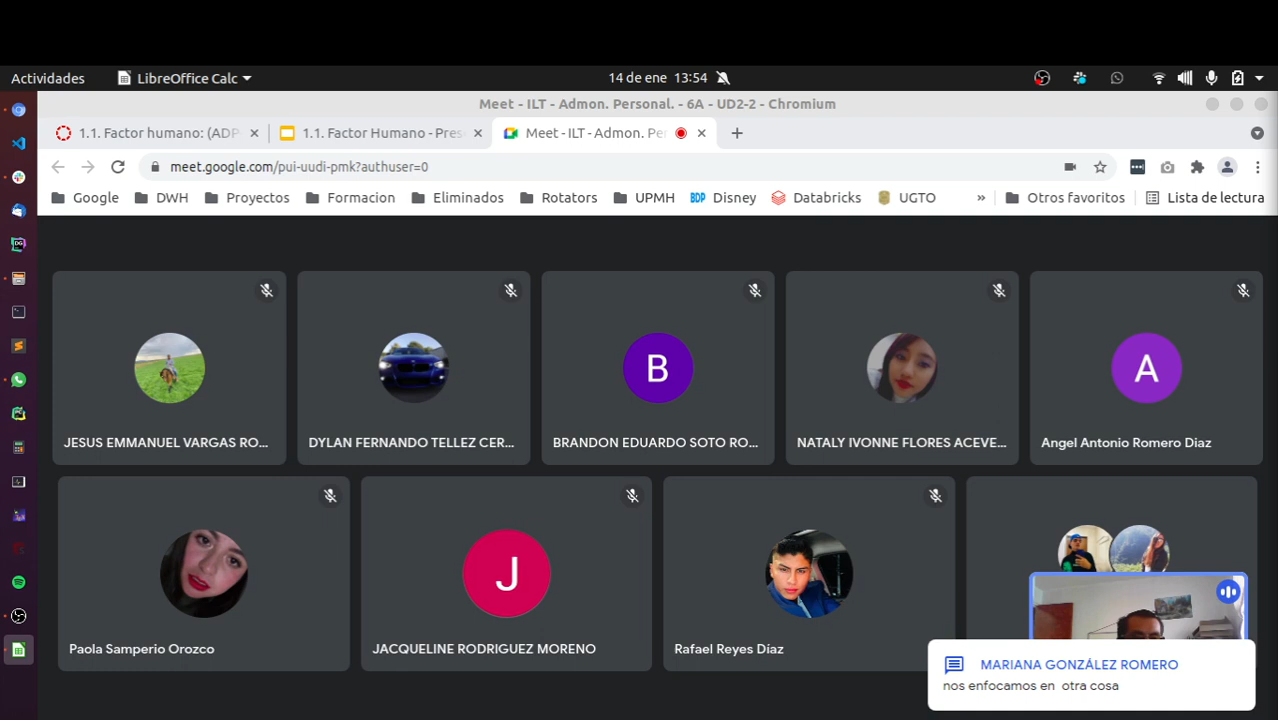 Actividades
LibreOffice Calc
14 de ene 13:54
Meet - ILT - Admon. Personal. - 6A - UD2-2 - Chromium
1.1. Factor humano: (ADP
1.1. Factor Humano - Pres
Meet - ILT - Admon. Per
meet.google.com/pui-uudi-pmk?authuser=0
Google
DWH
Proyectos
Formacion
Eliminados
Rotators
UPMH
BDP Disney
Databricks
UGTO
»
Otros favoritos
Lista de lectura
JESUS EMMANUEL VARGAS RO...
DYLAN FERNANDO TELLEZ CER...
B
BRANDON EDUARDO SOTO RO...
NATALY IVONNE FLORES ACEVE...
A
Angel Antonio Romero Diaz
Paola Samperio Orozco
J
JACQUELINE RODRIGUEZ MORENO
Rafael Reyes Díaz
MARIANA GONZÁLEZ ROMERO
nos enfocamos en otra cosa